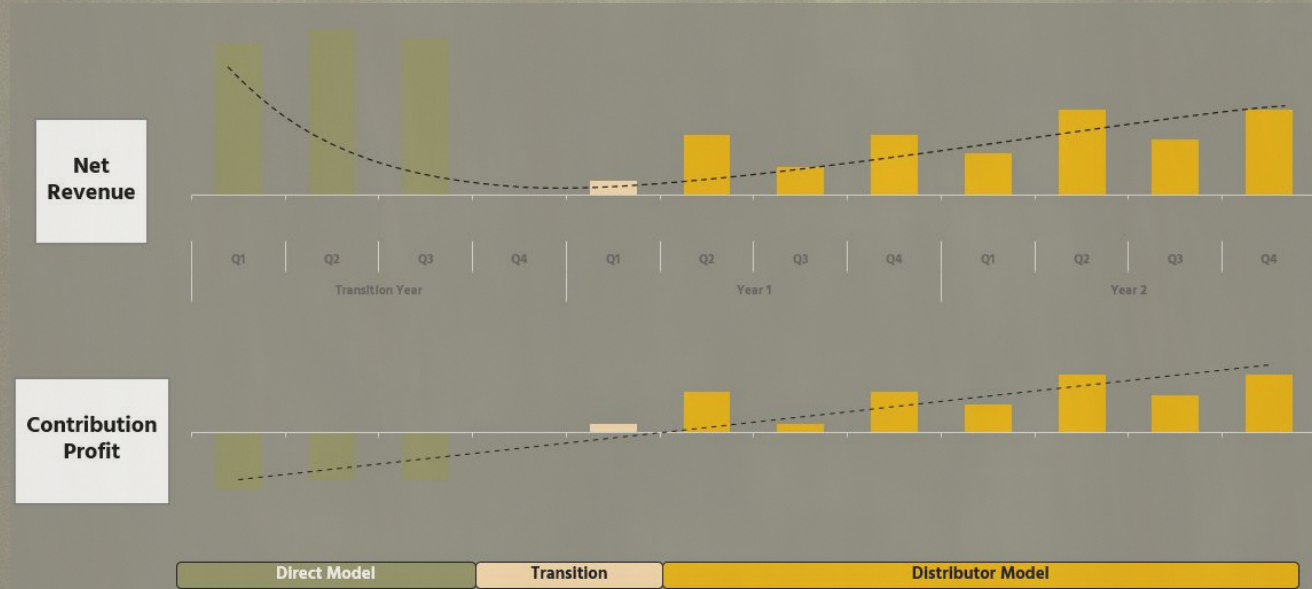 Net
Revenue
Q1 Q2 Q3 Q4 Q1 Q2 Q3 Q4 Q1 Q2 Q3 Q4
Transition Year Year 1 Year 2
Contribution
Profit
Direct Model Transition Distributor Model